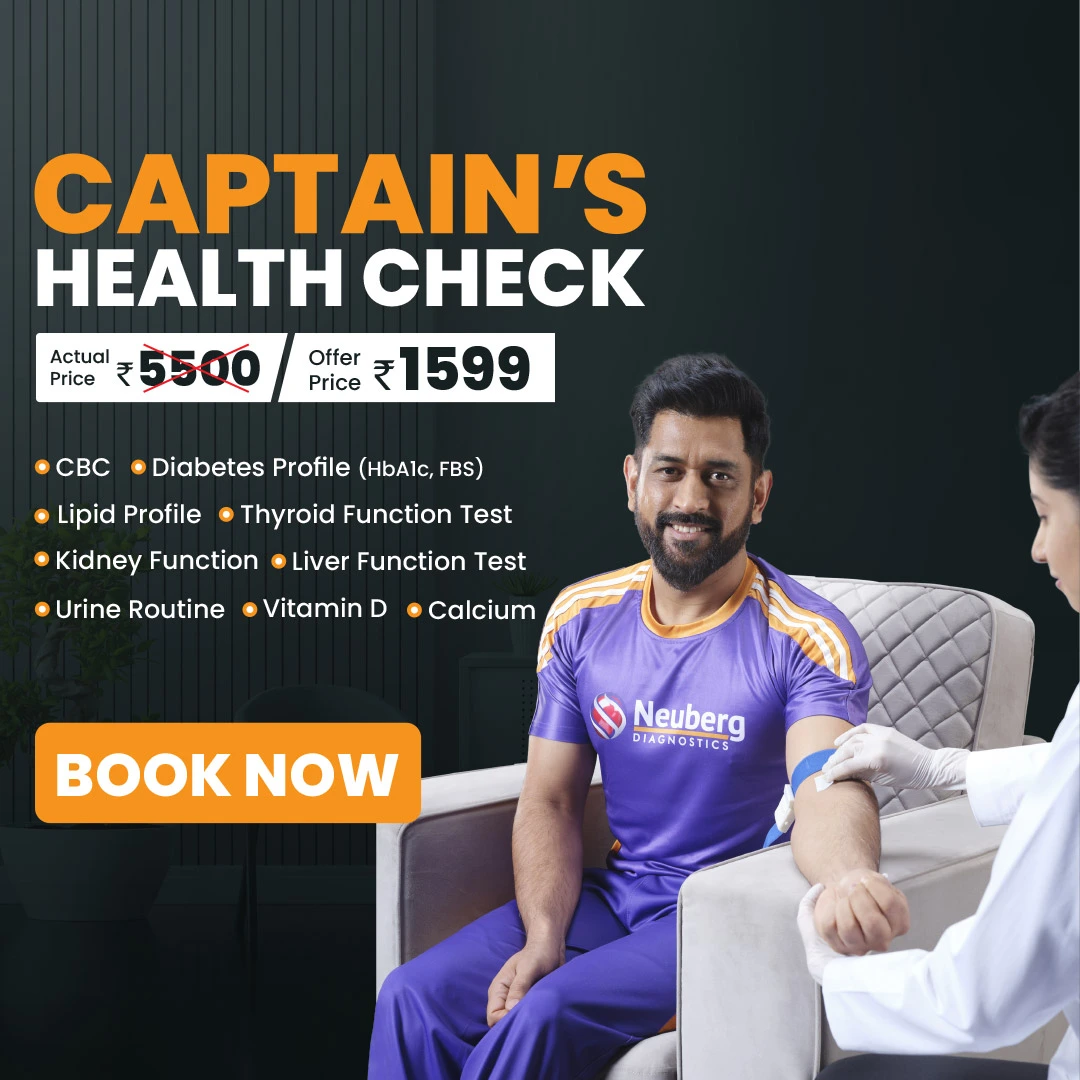 CAPTAIN'S
HEALTH CHECK
Actual Price ₹5500 / Offer Price ₹1599
CBC Diabetes Profile (HbA1c, FBS)
Lipid Profile Thyroid Function Test
Kidney Function Liver Function Test
Urine Routine Vitamin D Calcium
BOOK NOW
Neuberg
DIAGNOSTICS